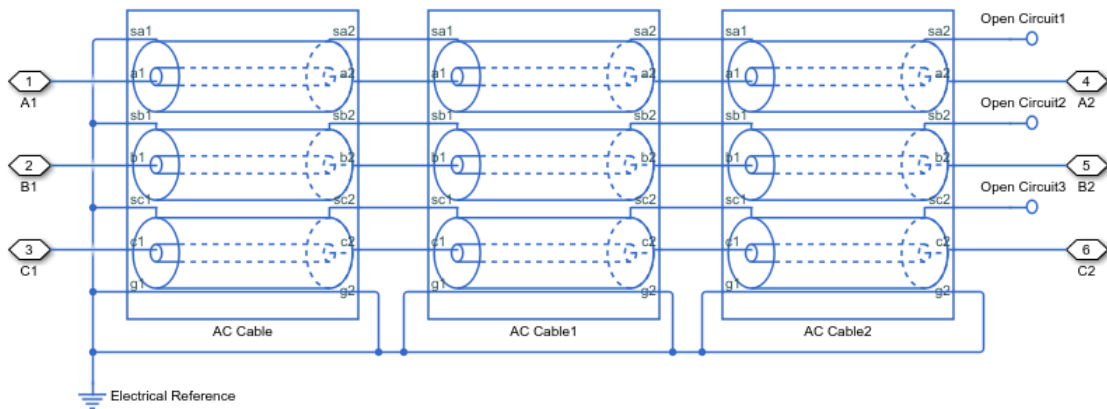 sa1 sa2 sa1 sa2 sa1 sa2 Open Circuit1
1 a1 a2 a1 a2 a1 a2 4
A1 A2
sb1 sb2 sb1 sb2 sb1 sb2 Open Circuit2
2 b1 b2 b1 b2 b1 b2 5
B1 B2
sc1 sc2 sc1 sc2 sc1 sc2 Open Circuit3
3 c1 c2 c1 c2 c1 c2 6
C1 C2
g1 g2 g1 g2 g1 g2
AC Cable AC Cable1 AC Cable2
Electrical Reference